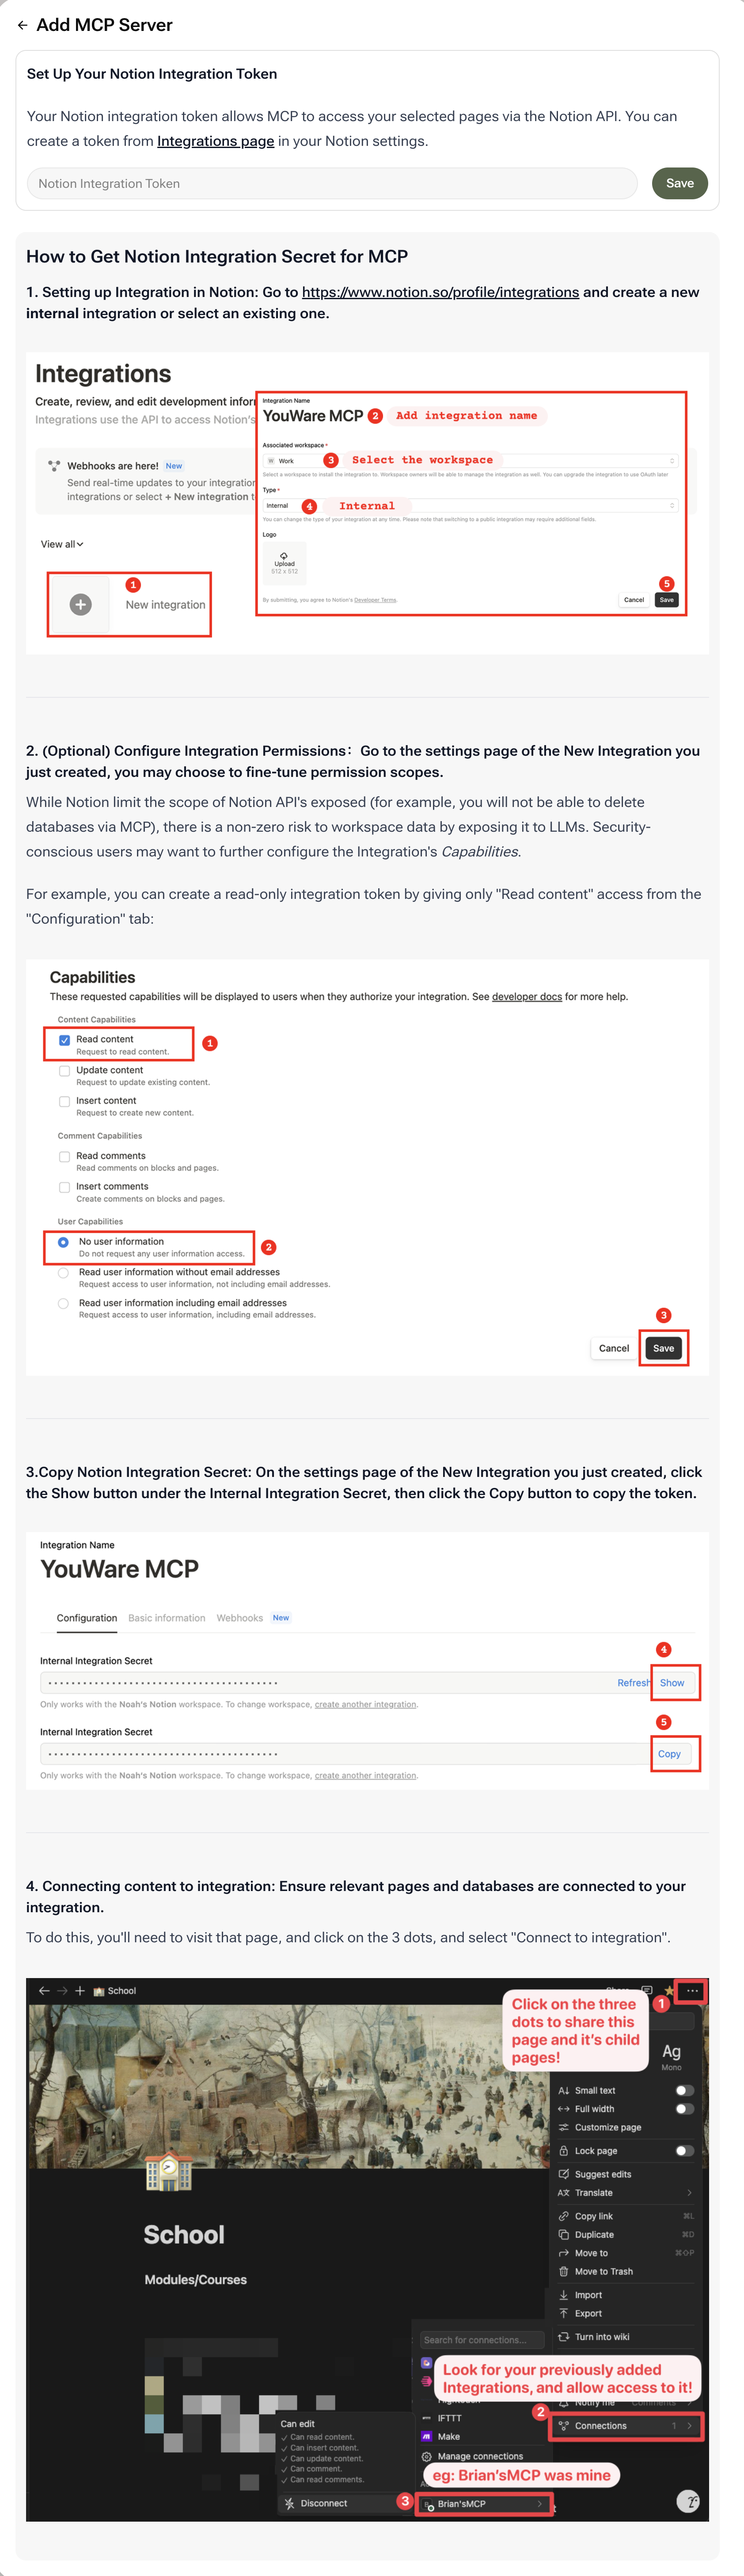 Add MCP Server
Set Up Your Notion Integration Token
Your Notion integration token allows MCP to access your selected pages via the Notion API. You can
create a token from Integrations page in your Notion settings.
Notion Integration Token
Save
How to Get Notion Integration Secret for MCP
1. Setting up Integration in Notion: Go to https://www.notion.so/profile/integrations and create a new
internal integration or select an existing one.
Integrations
Create, review, and edit development infor
Integrations use the API to access Notion's
Webhooks are here! New
Send real-time updates to your integration
integrations or select + New integration t
View all
1
New integration
Integration Name
YouWare MCP 2 Add integration name
Associated workspace *
W Work 3 Select the workspace
Select a workspace to install the integration to. Workspace owners will be able to manage the integration as well. You can upgrade the integration to use OAuth later
Type *
Internal 4 Internal
You can change the type of your integration at any time. Please note that switching to a public integration may require additional fields.
Logo
Upload
512 x 512
5
By submitting, you agree to Notion's Developer Terms.
Cancel Save
2. (Optional) Configure Integration Permissions： Go to the settings page of the New Integration you
just created, you may choose to fine-tune permission scopes.
While Notion limit the scope of Notion API's exposed (for example, you will not be able to delete
databases via MCP), there is a non-zero risk to workspace data by exposing it to LLMs. Security-
conscious users may want to further configure the Integration's Capabilities.
For example, you can create a read-only integration token by giving only "Read content" access from the
"Configuration" tab:
Capabilities
These requested capabilities will be displayed to users when they authorize your integration. See developer docs for more help.
Content Capabilities
Read content 1
Request to read content.
Update content
Request to update existing content.
Insert content
Request to create new content.
Comment Capabilities
Read comments
Read comments on blocks and pages.
Insert comments
Create comments on blocks and pages.
User Capabilities
No user information 2
Do not request any user information access.
Read user information without email addresses
Request access to user information, not including email addresses.
Read user information including email addresses
Request access to user information, including email addresses.
3
Cancel Save
3.Copy Notion Integration Secret: On the settings page of the New Integration you just created, click
the Show button under the Internal Integration Secret, then click the Copy button to copy the token.
Integration Name
YouWare MCP
Configuration Basic information Webhooks New
4
Internal Integration Secret
Refresh Show
Only works with the Noah's Notion workspace. To change workspace, create another integration.
5
Internal Integration Secret
Copy
Only works with the Noah's Notion workspace. To change workspace, create another integration.
4. Connecting content to integration: Ensure relevant pages and databases are connected to your
integration.
To do this, you'll need to visit that page, and click on the 3 dots, and select "Connect to integration".
School
1
Click on the three
dots to share this
page and it's child
pages!
Ag
Mono
Small text
Full width
Customize page
Lock page
Suggest edits
Translate
Copy link ⌘L
Duplicate ⌘D
Move to ⌘⇧P
Move to Trash
Import
Export
Turn into wiki
School
Modules/Courses
Search for connections...
Look for your previously added
Integrations, and allow access to it!
Notify me Comments
2
Connections 1
IFTTT
Make
Manage connections
eg: Brian'sMCP was mine
3
Brian'sMCP
Can edit
Can read content.
Can insert content.
Can update content.
Can comment.
Can read comments.
Disconnect